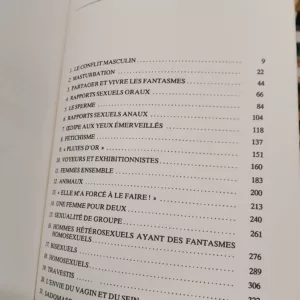 1. LE CONFLIT MASCULIN 9
2. MASTURBATION 22
3. PARTAGER ET VIVRE LES FANTASMES 44
4. RAPPORTS SEXUELS ORAUX 66
5. LE SPERME 84
6. RAPPORTS SEXUELS ANAUX 104
7. ŒDIPE AUX YEUX ÉMERVEILLÉS 118
8. FÉTICHISME 137
9. « PLUIES D'OR » 151
10. VOYEURS ET EXHIBITIONNISTES 160
11. FEMMES ENSEMBLE 183
12. ANIMAUX 200
13. « ELLE M'A FORCÉ À LE FAIRE ! » 213
14. UNE FEMME POUR DEUX 240
15. SEXUALITÉ DE GROUPE 261
16. HOMMES HÉTÉROSEXUELS AYANT DES FANTASMES
HOMOSEXUELS 276
17. BISEXUELS 289
18. HOMOSEXUELS 306
19. TRAVESTIS
20. L'ENVIE DU VAGIN ET DU SEIN